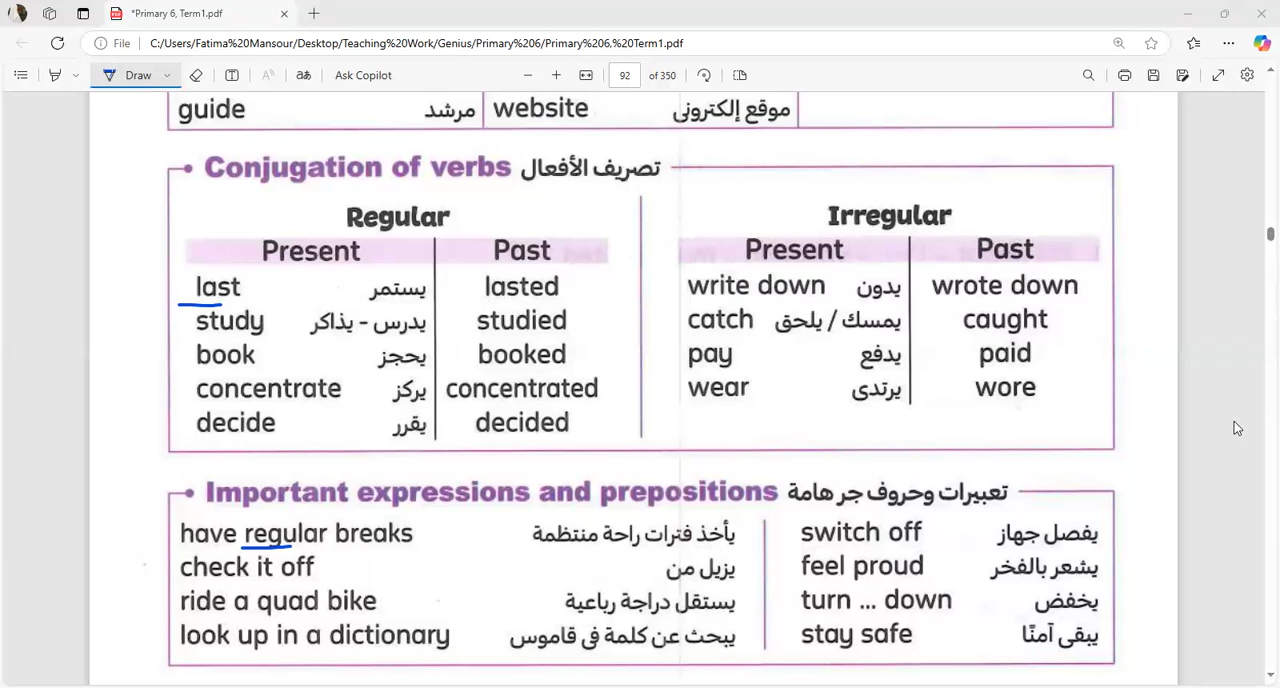 *Primary 6, Term1.pdf
File C:/Users/Fatima%20Mansour/Desktop/Teaching%20Work/Genius/Primary%206/Primary%206.%20Term1.pdf
Draw Ask Copilot 92 of 350
guide مرشد website موقع إلكترونى
Conjugation of verbs تصريف الأفعال
Regular Irregular
Present Past Present Past
last يستمر lasted write down يدون wrote down
study يدرس - يذاكر studied catch يمسك / يلحق caught
book يحجز booked pay يدفع paid
concentrate يركز concentrated wear يرتدى wore
decide يقرر decided
Important expressions and prepositions تعبيرات وحروف جر هامة
have regular breaks يأخذ فترات راحة منتظمة switch off يفصل جهاز
check it off يزيل من feel proud يشعر بالفخر
ride a quad bike يستقل دراجة رباعية turn ... down يخفض
look up in a dictionary يبحث عن كلمة فى قاموس stay safe يبقى آمنًا